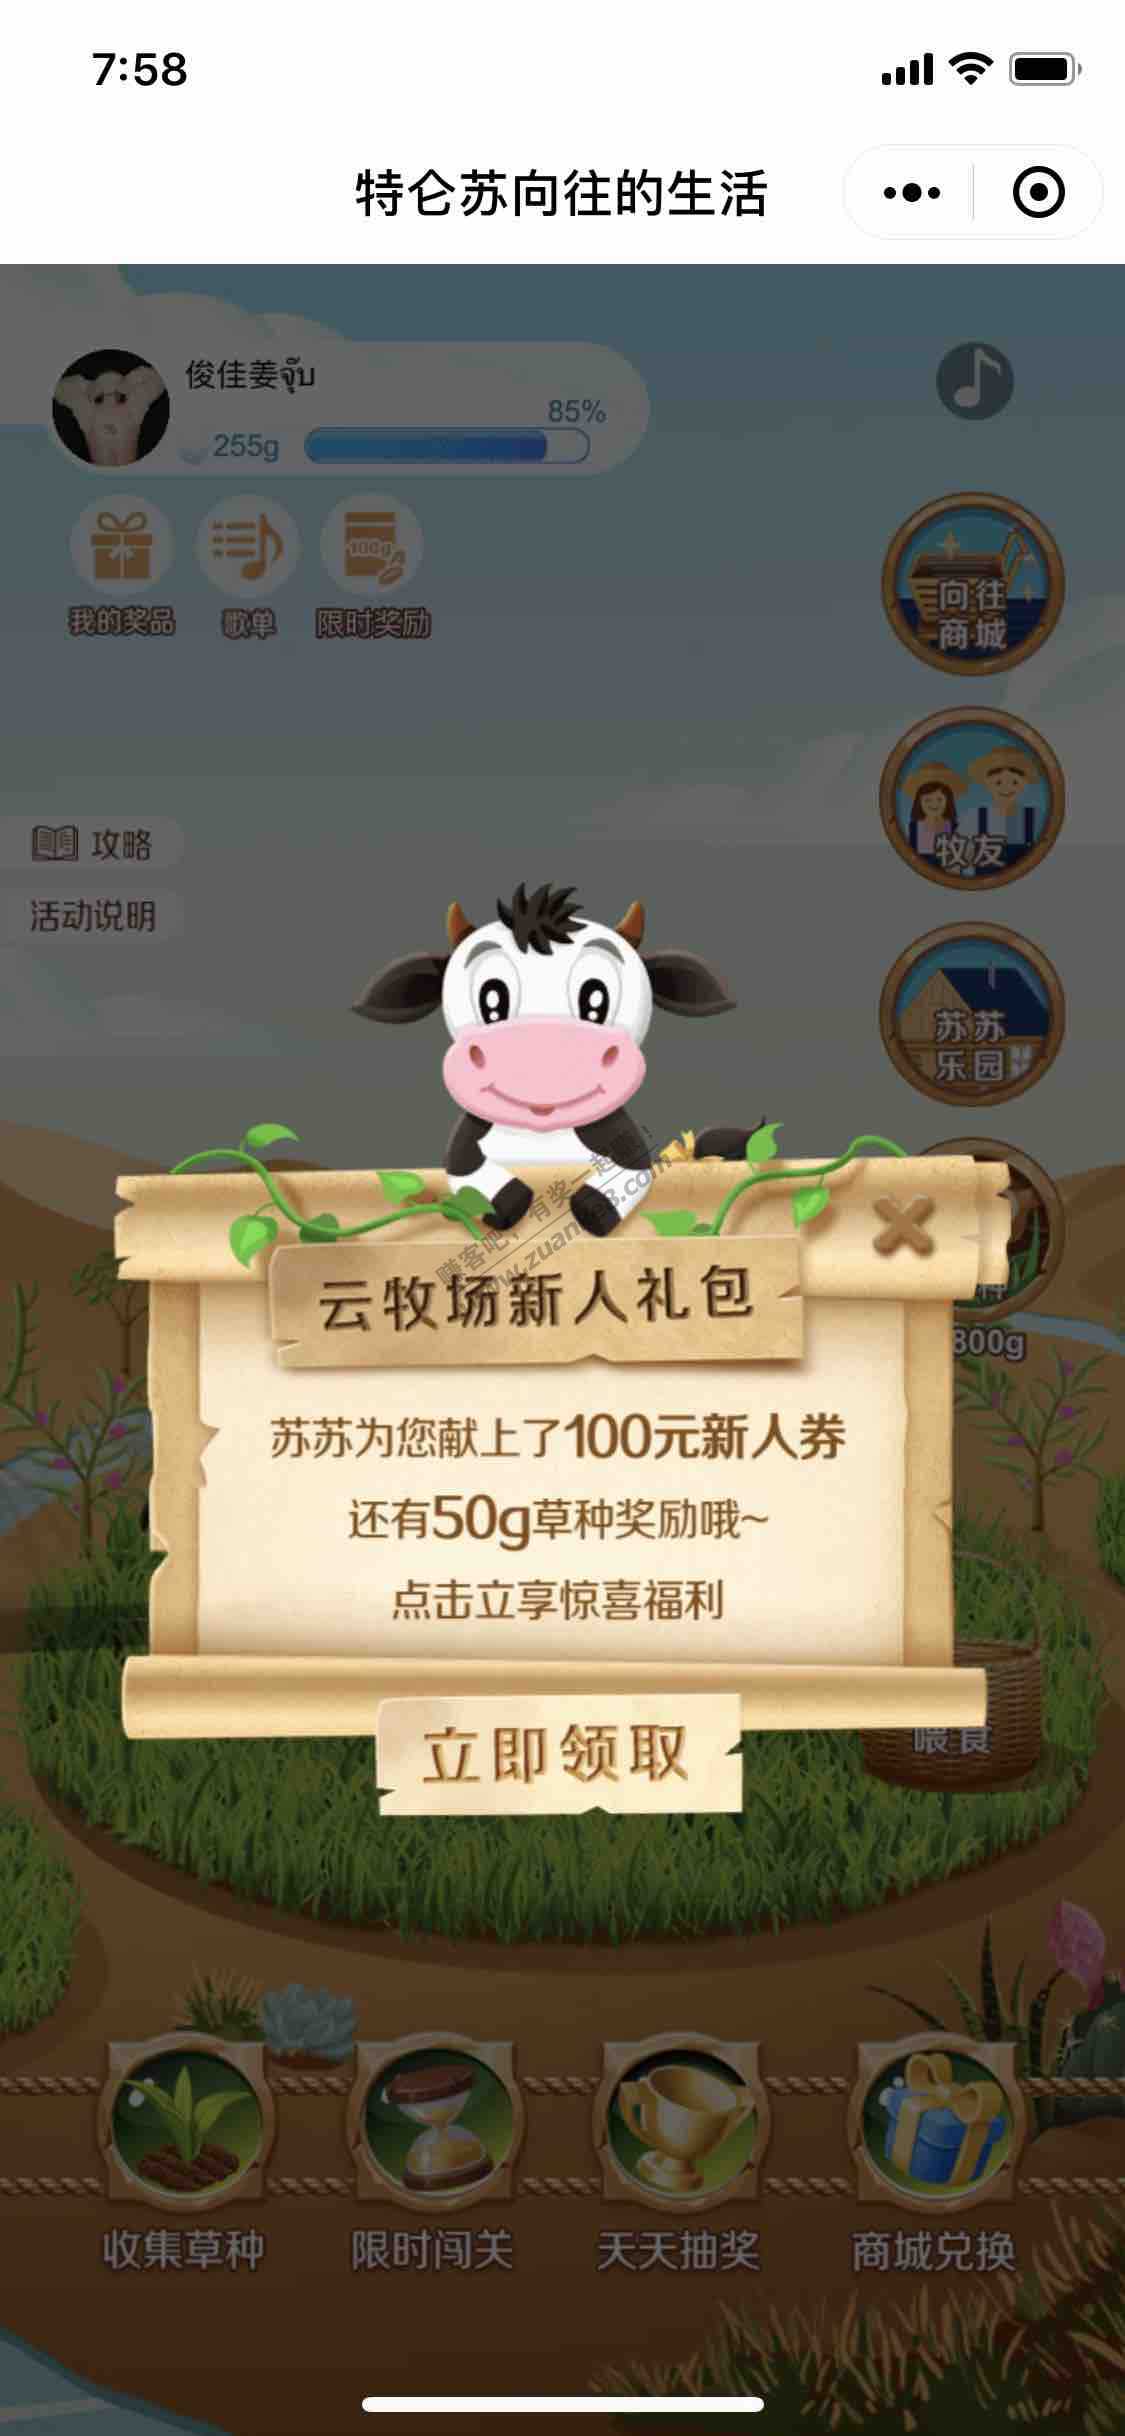 7:58
特仑苏向往的生活
俊佳姜จุ๊บ
85%
255g
100g
我的奖品
歌单
限时奖励
向往
商城
牧友
攻略
活动说明
苏苏
乐园
赚客吧，有奖一起赚！
www.zuanke8.com
云牧场新人礼包
种
800g
苏苏为您献上了100元新人券
还有50g草种奖励哦~
点击立享惊喜福利
喂食
立即领取
收集草种
限时闯关
天天抽奖
商城兑换